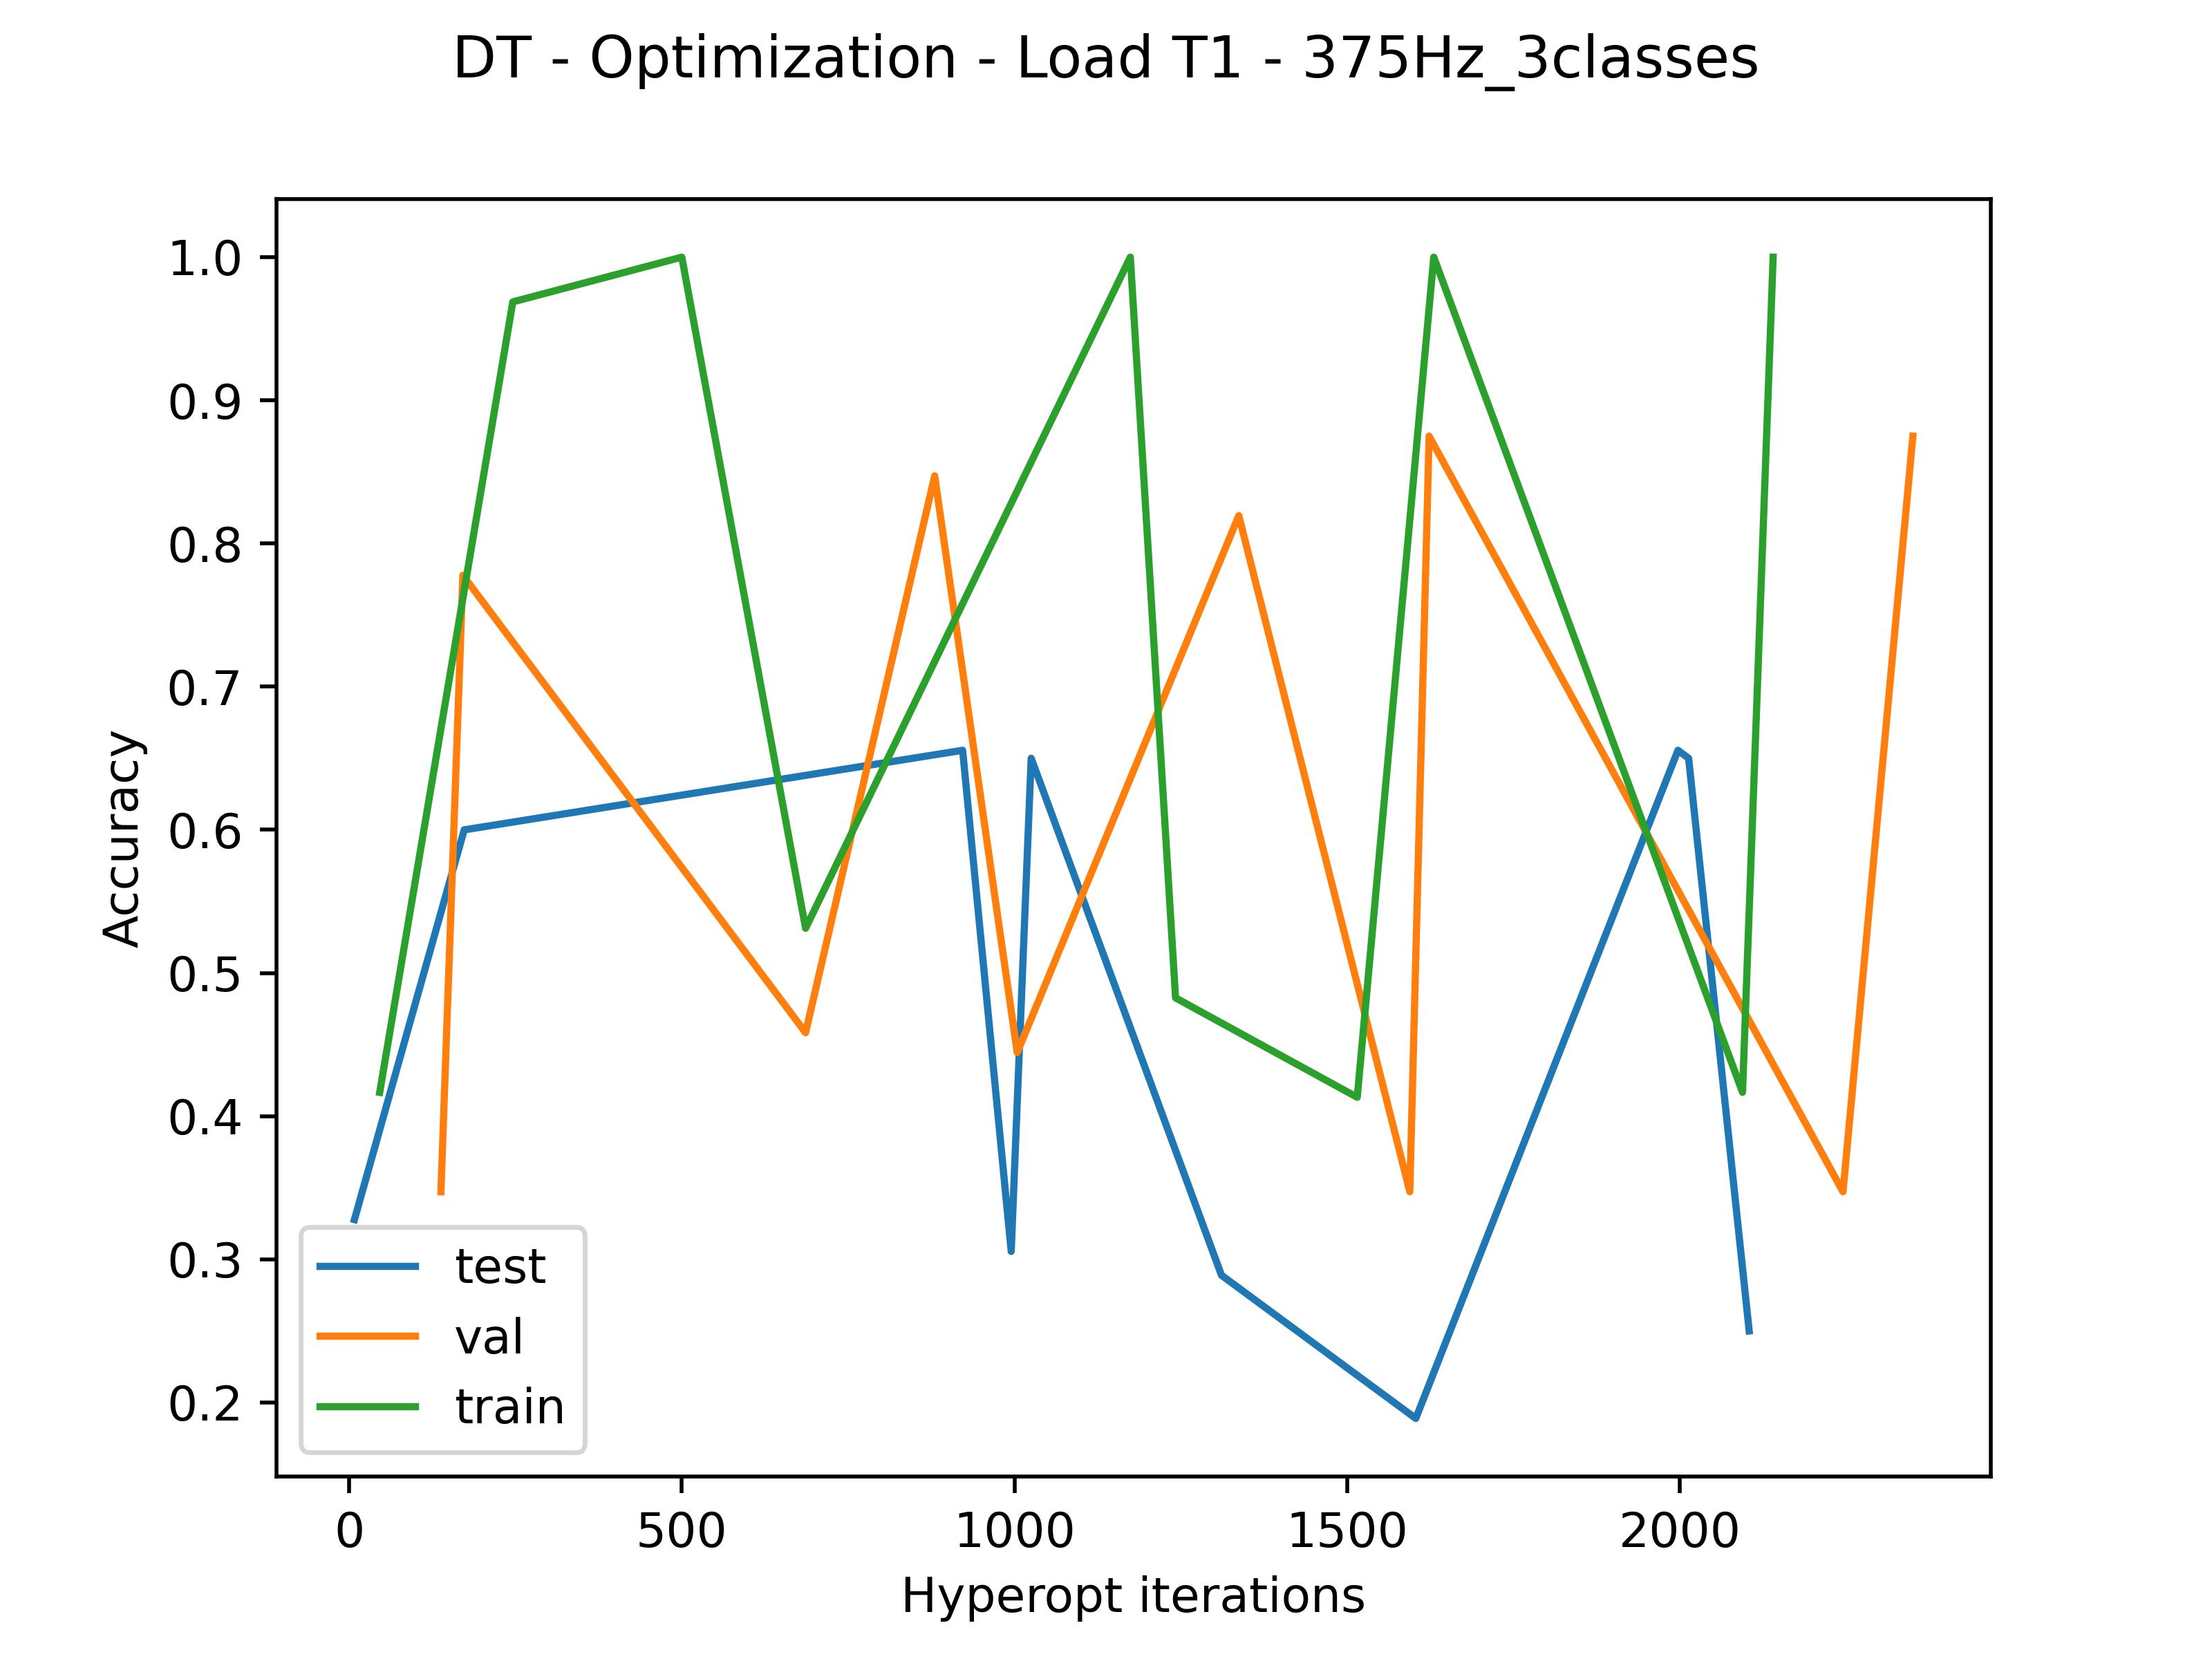 DT - Optimization - Load T1 - 375Hz_3classes
1.0
0.9
0.8
0.7
0.6
0.5
0.4
0.3
0.2
Accuracy
test
val
train
0 500 1000 1500 2000
Hyperopt iterations